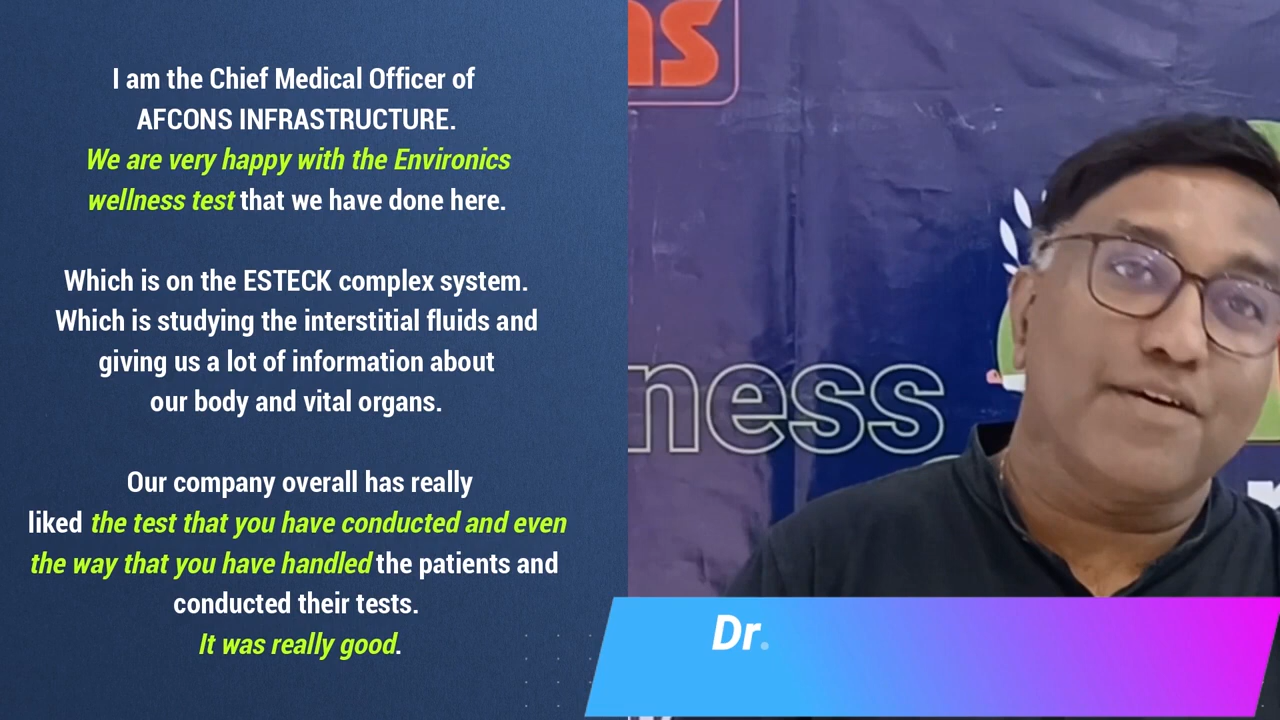 I am the Chief Medical Officer of
AFCONS INFRASTRUCTURE.
We are very happy with the Environics
wellness test that we have done here.
Which is on the ESTECK complex system.
Which is studying the interstitial fluids and
giving us a lot of information about
our body and vital organs.
Our company overall has really
liked the test that you have conducted and even
the way that you have handled the patients and
conducted their tests.
It was really good.
ns
ness
Dr.